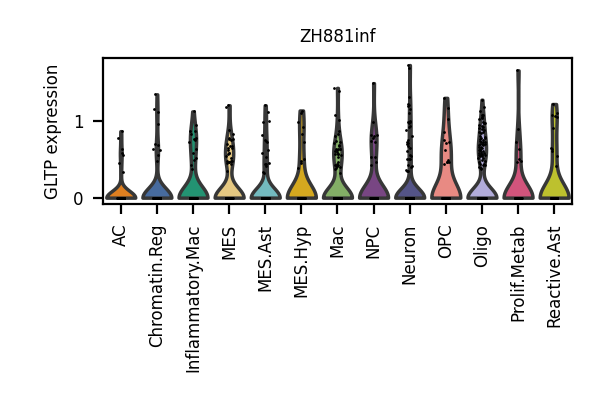 ZH881inf
GLTP expression
1
0
AC
Chromatin.Reg
Inflammatory.Mac
MES
MES.Ast
MES.Hyp
Mac
NPC
Neuron
OPC
Oligo
Prolif.Metab
Reactive.Ast